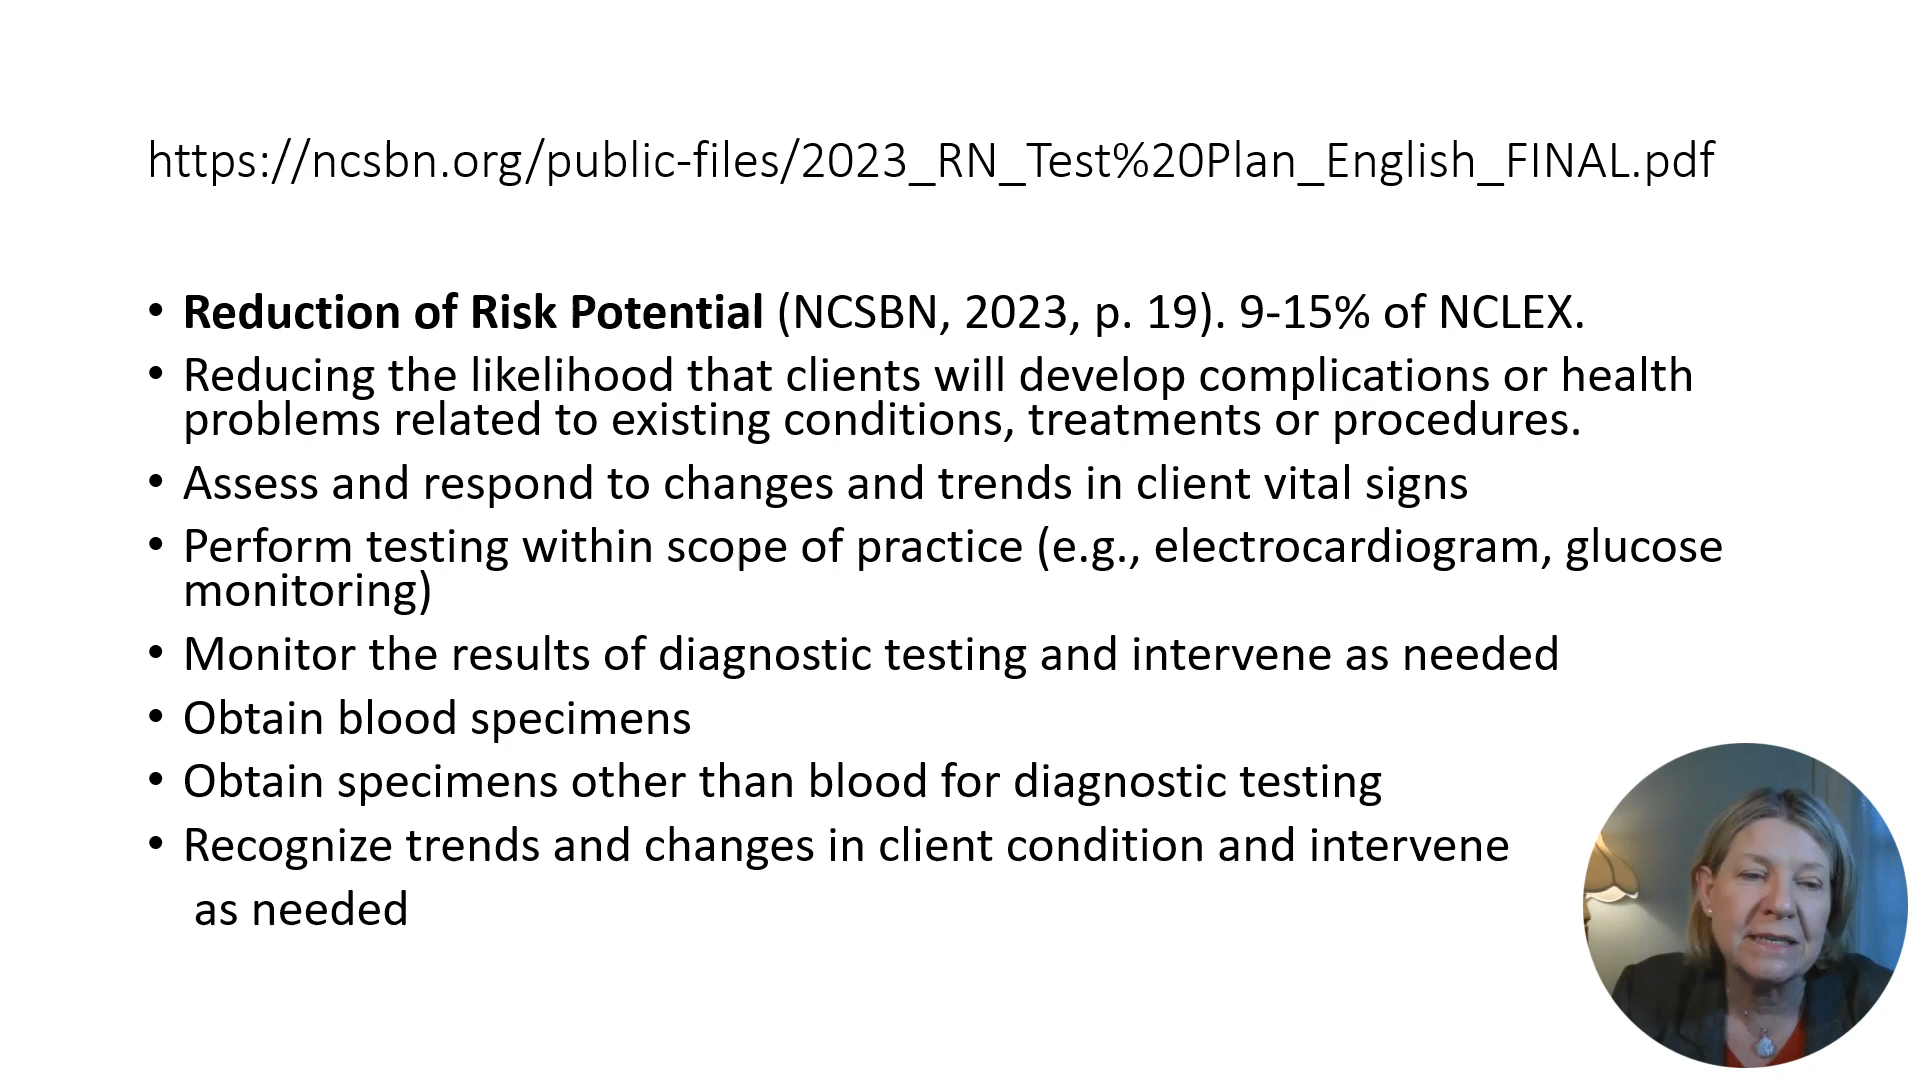 https://ncsbn.org/public-files/2023_RN_Test%20Plan_English_FINAL.pdf
• Reduction of Risk Potential (NCSBN, 2023, p. 19). 9-15% of NCLEX.
• Reducing the likelihood that clients will develop complications or health
problems related to existing conditions, treatments or procedures.
• Assess and respond to changes and trends in client vital signs
• Perform testing within scope of practice (e.g., electrocardiogram, glucose
monitoring)
• Monitor the results of diagnostic testing and intervene as needed
• Obtain blood specimens
• Obtain specimens other than blood for diagnostic testing
• Recognize trends and changes in client condition and intervene
as needed